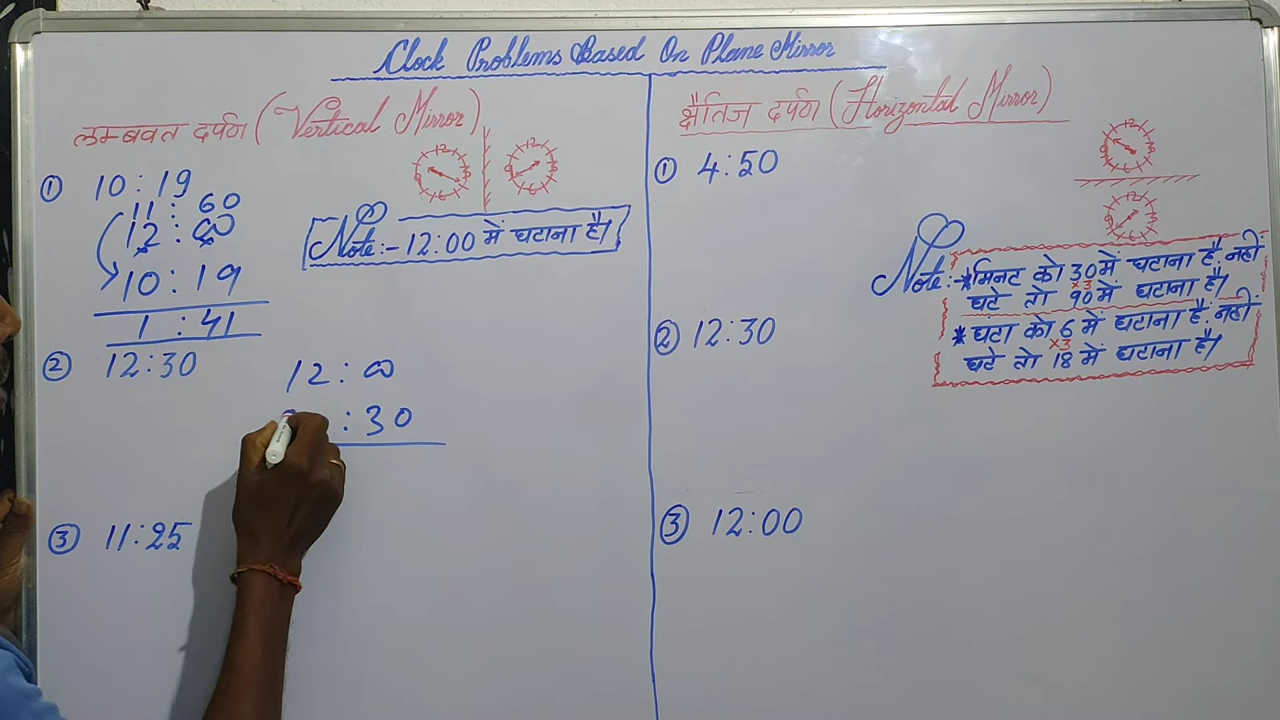 Clock Problems Based On Plane Mirror
लम्बवत दर्पण (Vertical Mirror)
① 10:19
11 : 60
12 : 00
10 : 19
1 : 41
Note:- 12:00 में घटाना है।
② 12:30
12 : 00
: 30
③ 11:25
क्षैतिज दर्पण (Horizontal Mirror)
① 4:50
Note:- * मिनट को 30 में घटाना है, नहीं
×3
घटे तो 90 में घटाना है।
* घंटा को 6 में घटाना है, नहीं
×3
घटे तो 18 में घटाना है।
② 12:30
③ 12:00